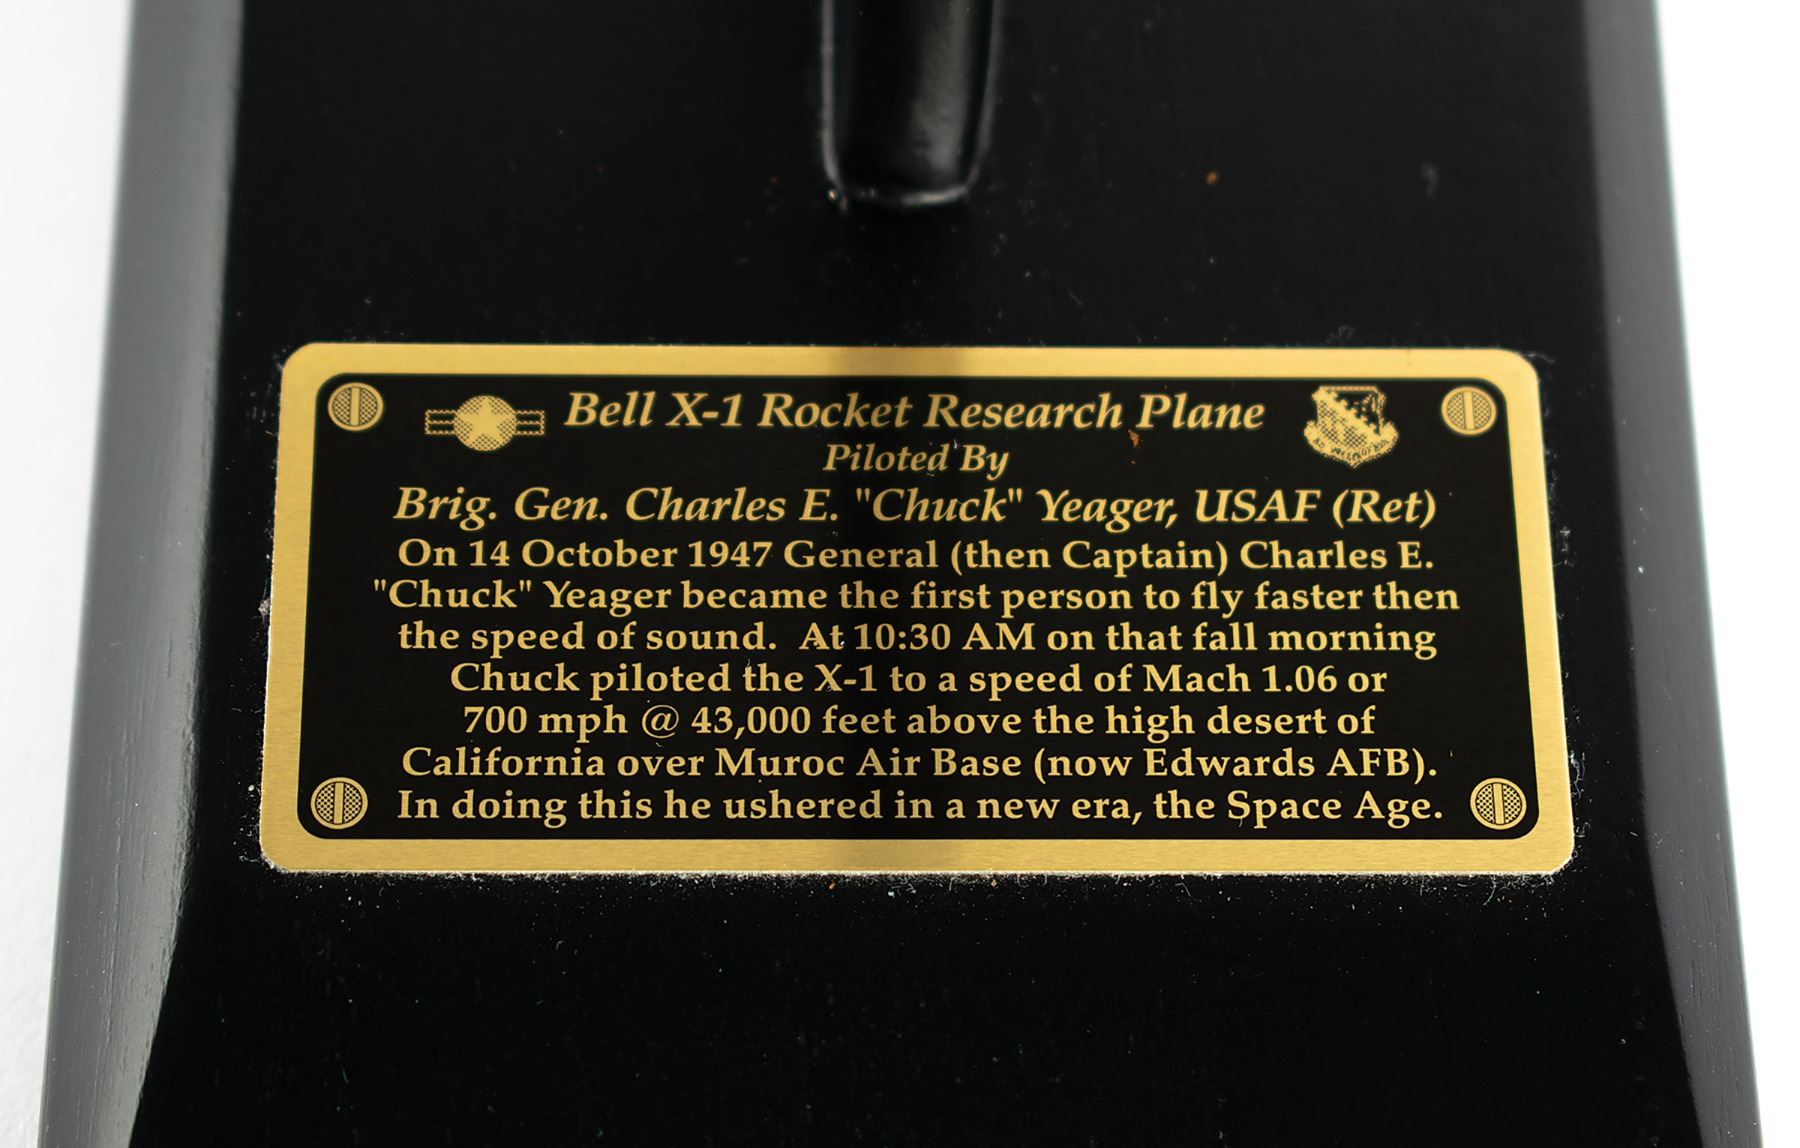 Bell X-1 Rocket Research Plane
Piloted By
Brig. Gen. Charles E. "Chuck" Yeager, USAF (Ret)
On 14 October 1947 General (then Captain) Charles E.
"Chuck" Yeager became the first person to fly faster then
the speed of sound.  At 10:30 AM on that fall morning
Chuck piloted the X-1 to a speed of Mach 1.06 or
700 mph @ 43,000 feet above the high desert of
California over Muroc Air Base (now Edwards AFB).
In doing this he ushered in a new era, the Space Age.